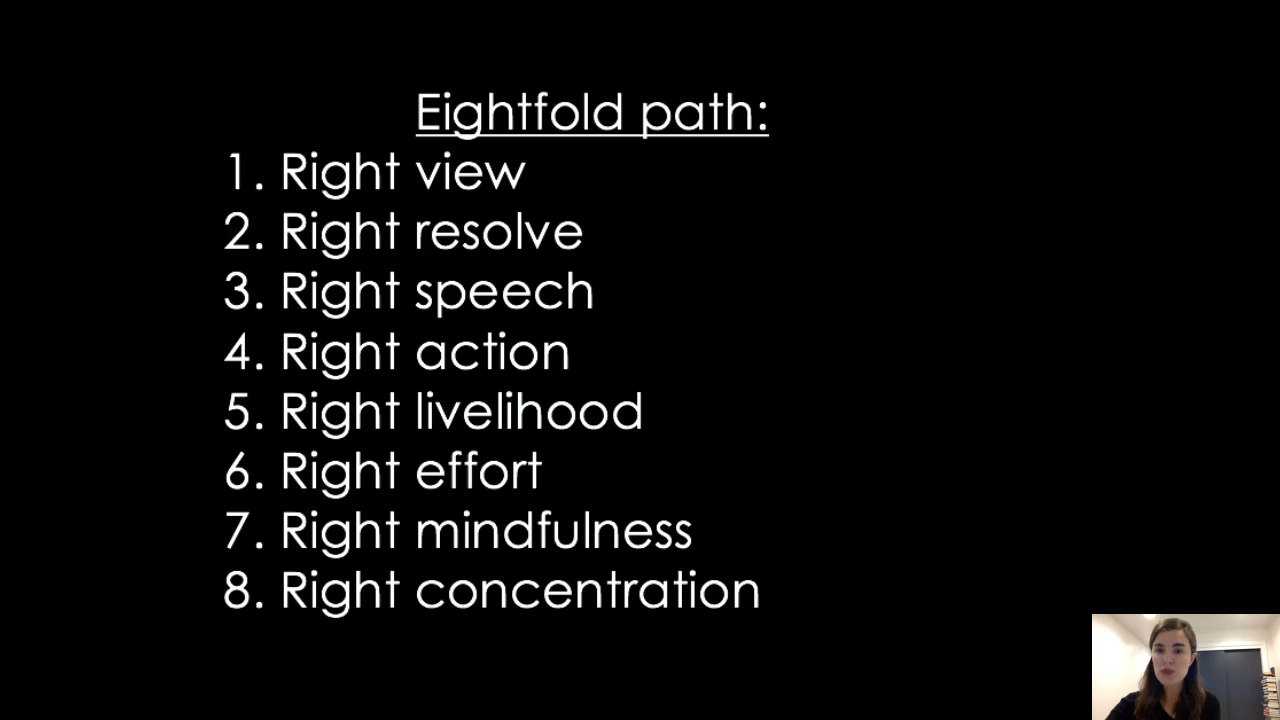 Eightfold path:
1. Right view
2. Right resolve
3. Right speech
4. Right action
5. Right livelihood
6. Right effort
7. Right mindfulness
8. Right concentration